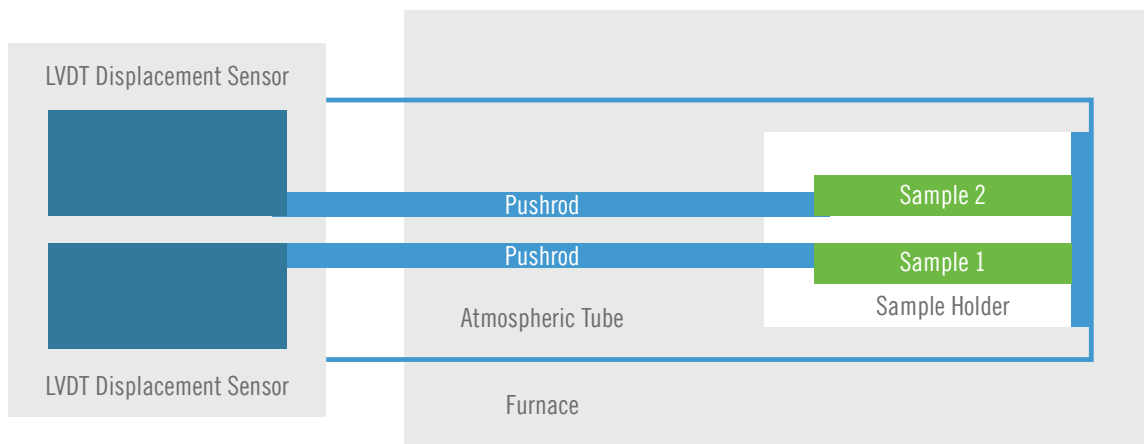 LVDT Displacement Sensor
Pushrod
Sample 2
Pushrod
Sample 1
Sample Holder
Atmospheric Tube
LVDT Displacement Sensor
Furnace